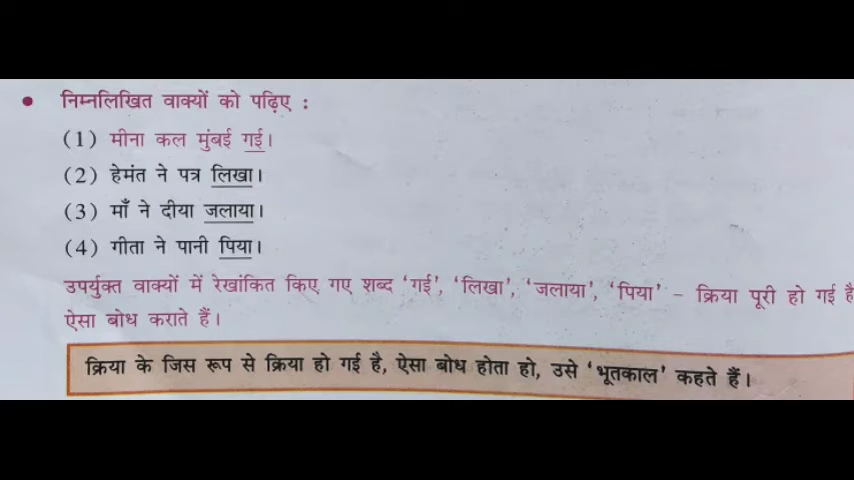 • निम्नलिखित वाक्यों को पढ़िए :
(1) मीना कल मुंबई गई।
(2) हेमंत ने पत्र लिखा।
(3) माँ ने दीया जलाया।
(4) गीता ने पानी पिया।
उपर्युक्त वाक्यों में रेखांकित किए गए शब्द ‘गई’, ‘लिखा’, ‘जलाया’, ‘पिया’ – क्रिया पूरी हो गई है
ऐसा बोध कराते हैं।
क्रिया के जिस रूप से क्रिया हो गई है, ऐसा बोध होता हो, उसे ‘भूतकाल’ कहते हैं।